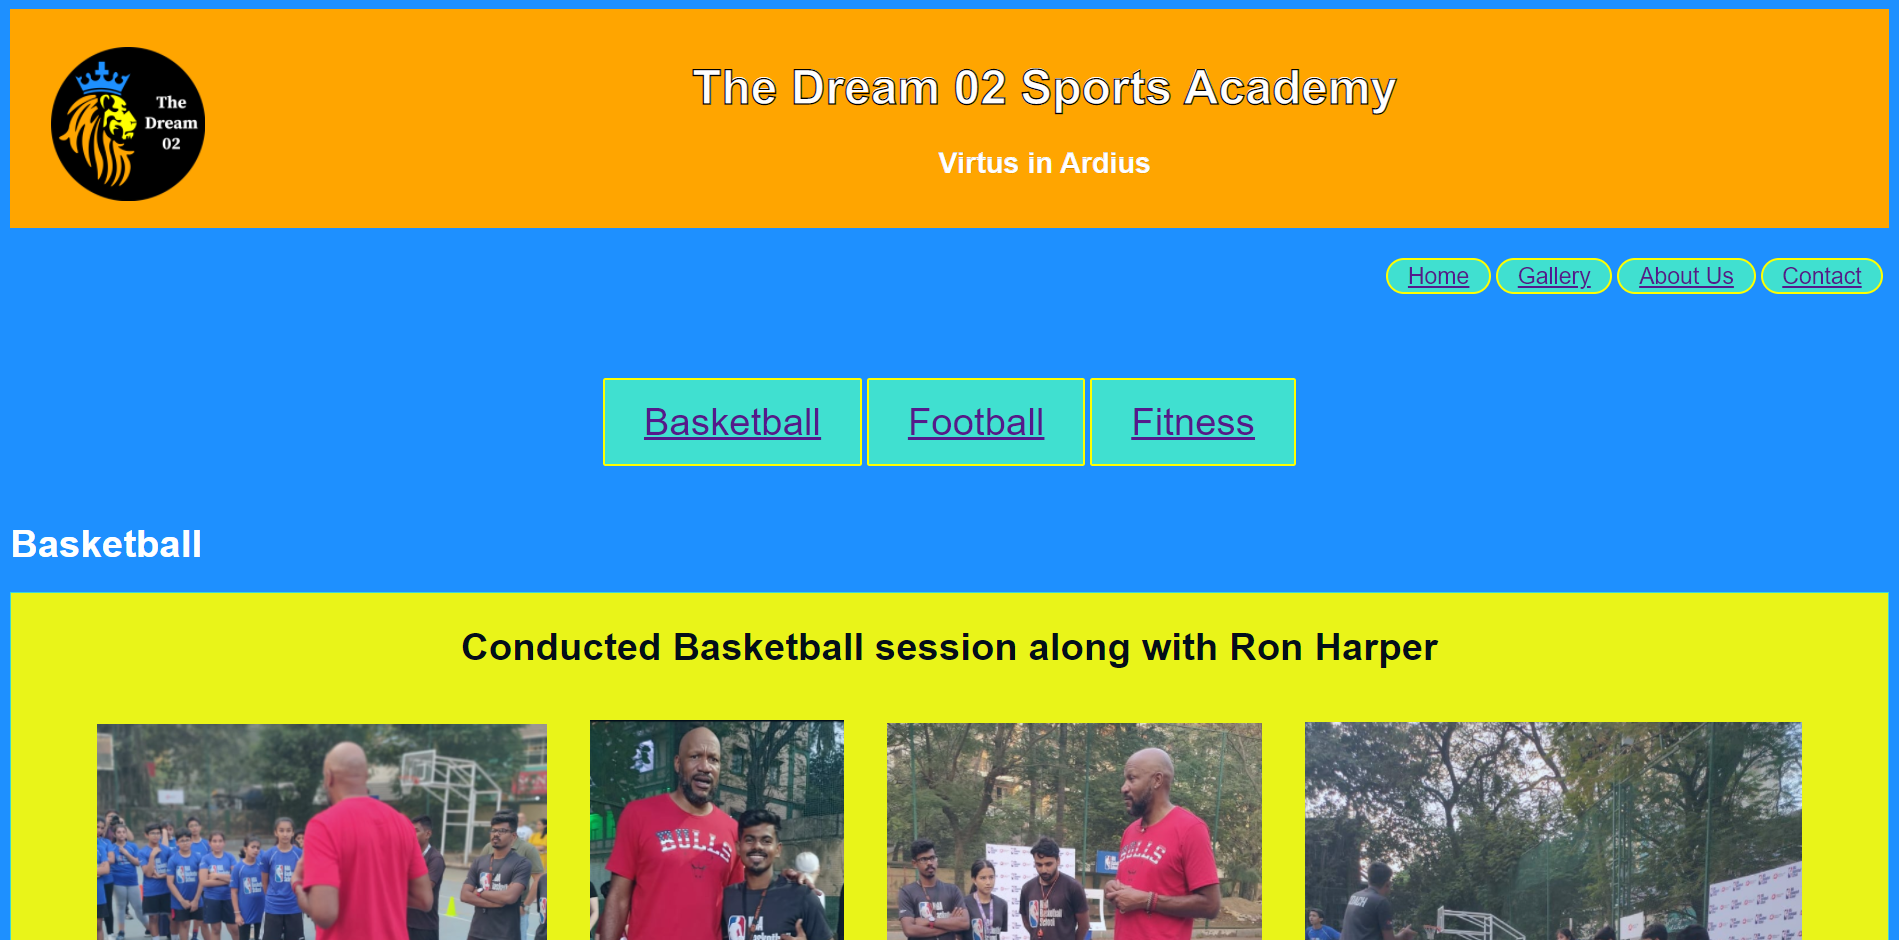 The
Dream
02
The Dream 02 Sports Academy
Virtus in Ardius
Home Gallery About Us Contact
Basketball Football Fitness
Basketball
Conducted Basketball session along with Ron Harper
BULLS
BULLS